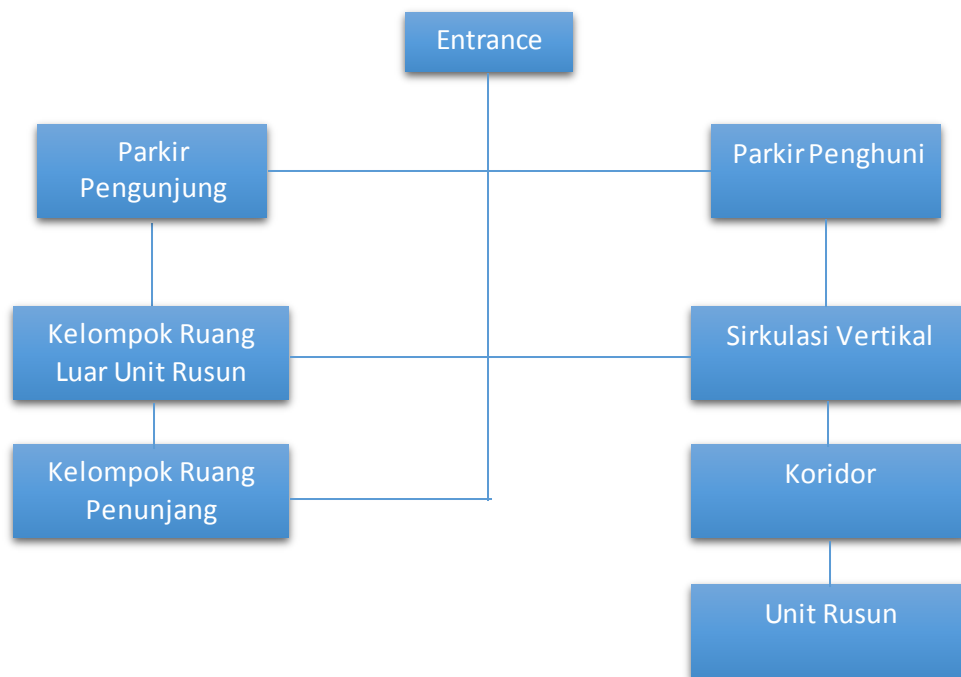 Entrance
Parkir
Pengunjung
Parkir Penghuni
Kelompok Ruang
Luar Unit Rusun
Sirkulasi Vertikal
Kelompok Ruang
Penunjang
Koridor
Unit Rusun